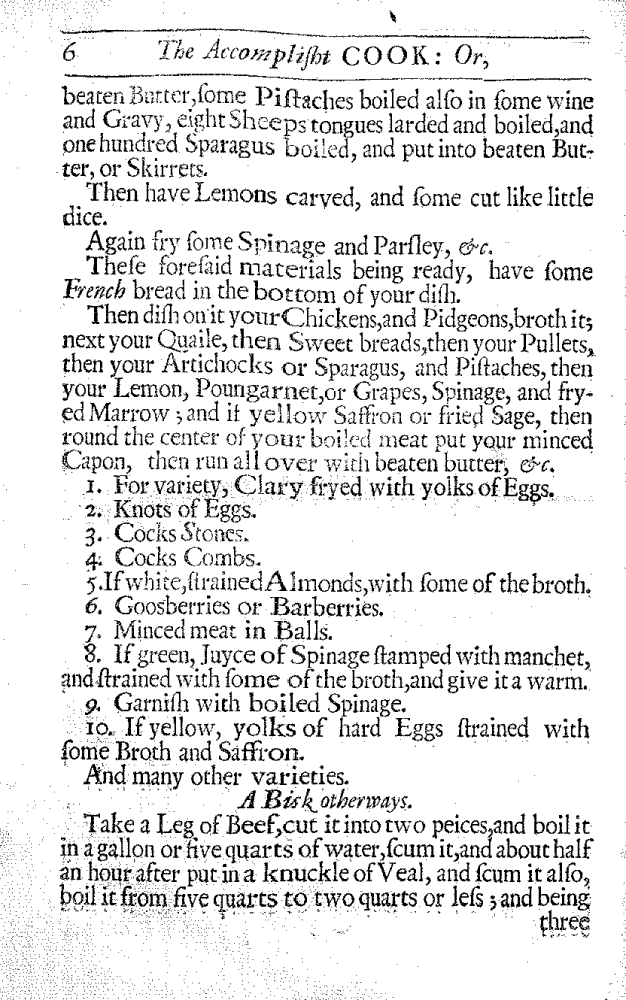 6 The Accompliſht COOK: Or,
beaten Butter, ſome Piſtaches boiled alſo in ſome wine
and Gravy, eight Sheeps tongues larded and boiled, and
one hundred Sparagus boiled, and put into beaten But-
ter, or Skirrets.
Then have Lemons carved, and ſome cut like little
dice.
Again fry ſome Spinage and Parſley, &c.
Theſe foreſaid materials being ready, have ſome
French bread in the bottom of your diſh.
Then diſh on it your Chickens, and Pidgeons, broth it;
next your Quaile, then Sweet breads, then your Pullets,
then your Artichocks or Sparagus, and Piſtaches, then
your Lemon, Poungarnet, or Grapes, Spinage, and fry-
ed Marrow; and if yellow Saffron or fried Sage, then
round the center of your boiled meat put your minced
Capon, then run all over with beaten butter, &c.
1. For variety, Clary fryed with yolks of Eggs.
2. Knots of Eggs.
3. Cocks Stones.
4. Cocks Combs.
5. If white, ſtrained Almonds, with ſome of the broth.
6. Goosberries or Barberries.
7. Minced meat in Balls.
8. If green, Juyce of Spinage ſtamped with manchet,
and ſtrained with ſome of the broth, and give it a warm.
9. Garniſh with boiled Spinage.
10. If yellow, yolks of hard Eggs ſtrained with
ſome Broth and Saffron.
And many other varieties.
A Bisk otherways.
Take a Leg of Beef, cut it into two peices, and boil it
in a gallon or five quarts of water, ſcum it, and about half
an hour after put in a knuckle of Veal, and ſcum it alſo,
boil it from five quarts to two quarts or leſs; and being
three